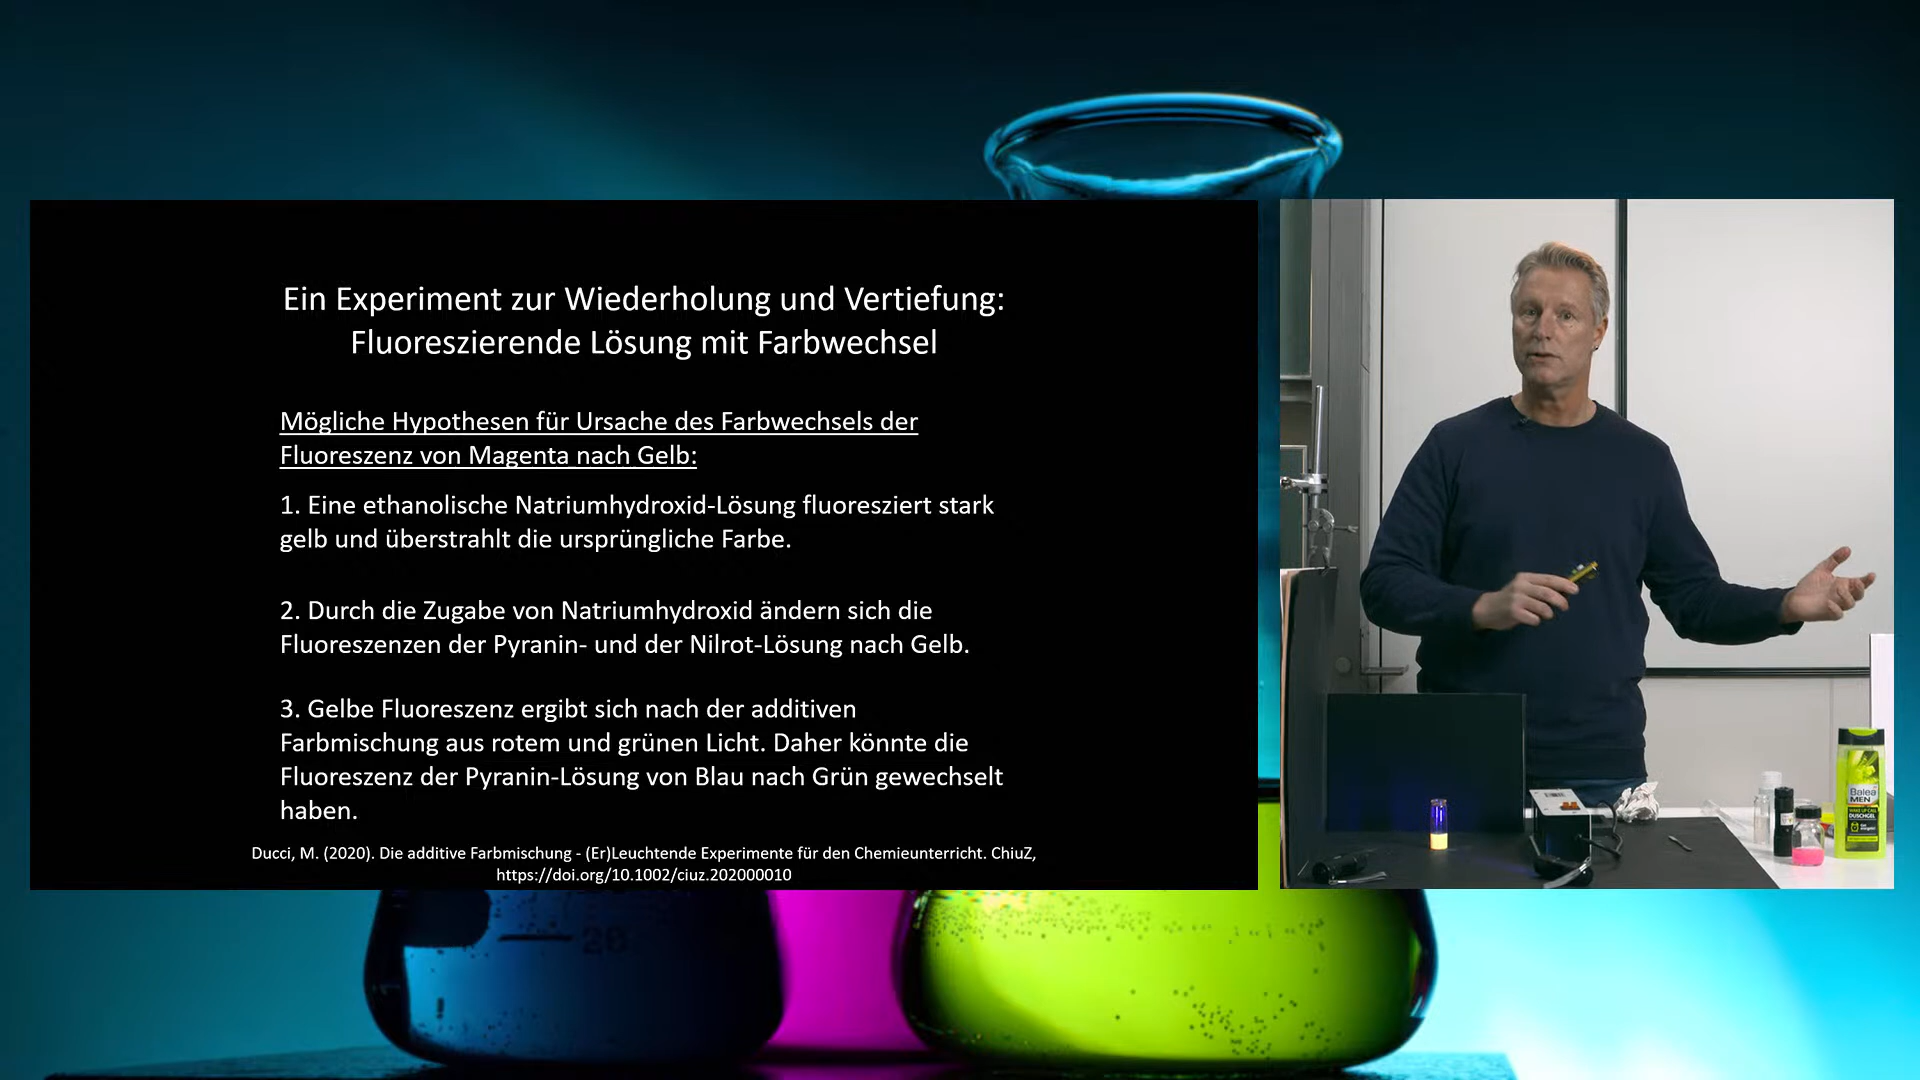 Ein Experiment zur Wiederholung und Vertiefung:
Fluoreszierende Lösung mit Farbwechsel
Mögliche Hypothesen für Ursache des Farbwechsels der
Fluoreszenz von Magenta nach Gelb:
1. Eine ethanolische Natriumhydroxid-Lösung fluoresziert stark
gelb und überstrahlt die ursprüngliche Farbe.
2. Durch die Zugabe von Natriumhydroxid ändern sich die
Fluoreszenzen der Pyranin- und der Nilrot-Lösung nach Gelb.
3. Gelbe Fluoreszenz ergibt sich nach der additiven
Farbmischung aus rotem und grünen Licht. Daher könnte die
Fluoreszenz der Pyranin-Lösung von Blau nach Grün gewechselt
haben.
Ducci, M. (2020). Die additive Farbmischung - (Er)Leuchtende Experimente für den Chemieunterricht. ChiuZ,
https://doi.org/10.1002/ciuz.202000010
Balea
MEN
DUSCHGEL
20